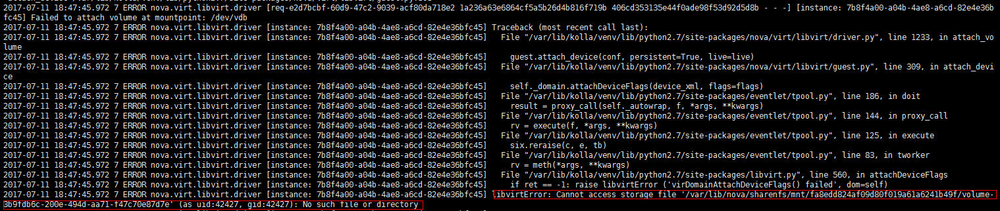 2017-07-11 18:47:45.972 7 ERROR nova.virt.libvirt.driver [req-e2d7bcbf-60d9-47c2-9039-acf80da718e2 1a236a63e6864cf5a5b26d4b816f719b 406cd353135e44f0ade98f53d92d5d8b - - -] [instance: 7b8f4a00-a04b-4ae8-a6cd-82e4e36b
fc45] Failed to attach volume at mountpoint: /dev/vdb
2017-07-11 18:47:45.972 7 ERROR nova.virt.libvirt.driver [instance: 7b8f4a00-a04b-4ae8-a6cd-82e4e36bfc45] Traceback (most recent call last):
2017-07-11 18:47:45.972 7 ERROR nova.virt.libvirt.driver [instance: 7b8f4a00-a04b-4ae8-a6cd-82e4e36bfc45]   File "/var/lib/kolla/venv/lib/python2.7/site-packages/nova/virt/libvirt/driver.py", line 1233, in attach_vo
lume
2017-07-11 18:47:45.972 7 ERROR nova.virt.libvirt.driver [instance: 7b8f4a00-a04b-4ae8-a6cd-82e4e36bfc45]     guest.attach_device(conf, persistent=True, live=live)
2017-07-11 18:47:45.972 7 ERROR nova.virt.libvirt.driver [instance: 7b8f4a00-a04b-4ae8-a6cd-82e4e36bfc45]   File "/var/lib/kolla/venv/lib/python2.7/site-packages/nova/virt/libvirt/guest.py", line 309, in attach_devi
ce
2017-07-11 18:47:45.972 7 ERROR nova.virt.libvirt.driver [instance: 7b8f4a00-a04b-4ae8-a6cd-82e4e36bfc45]     self._domain.attachDeviceFlags(device_xml, flags=flags)
2017-07-11 18:47:45.972 7 ERROR nova.virt.libvirt.driver [instance: 7b8f4a00-a04b-4ae8-a6cd-82e4e36bfc45]   File "/var/lib/kolla/venv/lib/python2.7/site-packages/eventlet/tpool.py", line 186, in doit
2017-07-11 18:47:45.972 7 ERROR nova.virt.libvirt.driver [instance: 7b8f4a00-a04b-4ae8-a6cd-82e4e36bfc45]     result = proxy_call(self._autowrap, f, *args, **kwargs)
2017-07-11 18:47:45.972 7 ERROR nova.virt.libvirt.driver [instance: 7b8f4a00-a04b-4ae8-a6cd-82e4e36bfc45]   File "/var/lib/kolla/venv/lib/python2.7/site-packages/eventlet/tpool.py", line 144, in proxy_call
2017-07-11 18:47:45.972 7 ERROR nova.virt.libvirt.driver [instance: 7b8f4a00-a04b-4ae8-a6cd-82e4e36bfc45]     rv = execute(f, *args, **kwargs)
2017-07-11 18:47:45.972 7 ERROR nova.virt.libvirt.driver [instance: 7b8f4a00-a04b-4ae8-a6cd-82e4e36bfc45]   File "/var/lib/kolla/venv/lib/python2.7/site-packages/eventlet/tpool.py", line 125, in execute
2017-07-11 18:47:45.972 7 ERROR nova.virt.libvirt.driver [instance: 7b8f4a00-a04b-4ae8-a6cd-82e4e36bfc45]     six.reraise(c, e, tb)
2017-07-11 18:47:45.972 7 ERROR nova.virt.libvirt.driver [instance: 7b8f4a00-a04b-4ae8-a6cd-82e4e36bfc45]   File "/var/lib/kolla/venv/lib/python2.7/site-packages/eventlet/tpool.py", line 83, in tworker
2017-07-11 18:47:45.972 7 ERROR nova.virt.libvirt.driver [instance: 7b8f4a00-a04b-4ae8-a6cd-82e4e36bfc45]     rv = meth(*args, **kwargs)
2017-07-11 18:47:45.972 7 ERROR nova.virt.libvirt.driver [instance: 7b8f4a00-a04b-4ae8-a6cd-82e4e36bfc45]   File "/var/lib/kolla/venv/lib/python2.7/site-packages/libvirt.py", line 560, in attachDeviceFlags
2017-07-11 18:47:45.972 7 ERROR nova.virt.libvirt.driver [instance: 7b8f4a00-a04b-4ae8-a6cd-82e4e36bfc45]     if ret == -1: raise libvirtError ('virDomainAttachDeviceFlags() failed', dom=self)
2017-07-11 18:47:45.972 7 ERROR nova.virt.libvirt.driver [instance: 7b8f4a00-a04b-4ae8-a6cd-82e4e36bfc45] libvirtError: Cannot access storage file '/var/lib/nova/sharenfs/mnt/fa8edd824af09d80f019a61a6241b49f/volume-
3b9fdb6c-200e-494d-aa71-f47c70e87d7e' (as uid:42427, gid:42427): No such file or directory